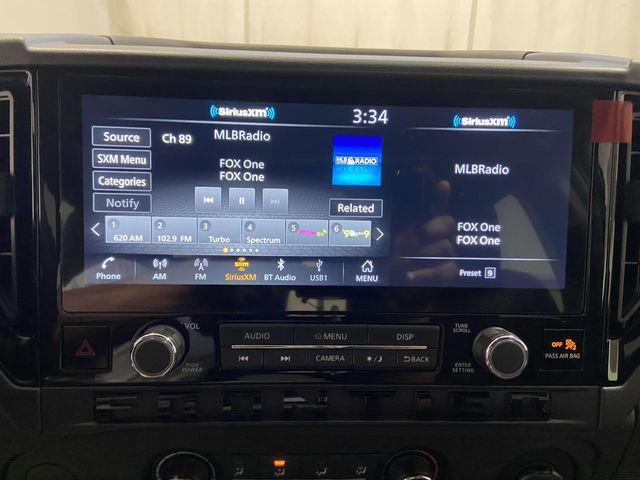 SiriusXM
3:34
SiriusXM
Source
Ch 89
MLBRadio
SXM Menu
FOX One
FOX One
MLB RADIO
Categories
Notify
Related
MLBRadio
FOX One
FOX One
Preset 9
1 620 AM
2 102.9 FM
3 Turbo
4 Spectrum
5
6
Phone
AM
FM
SXM
SiriusXM
BT Audio
USB1
MENU
VOL
PUSH POWER
AUDIO
MENU
DISP
CAMERA
BACK
TUNE SCROLL
ENTER SETTING
OFF
PASS AIR BAG